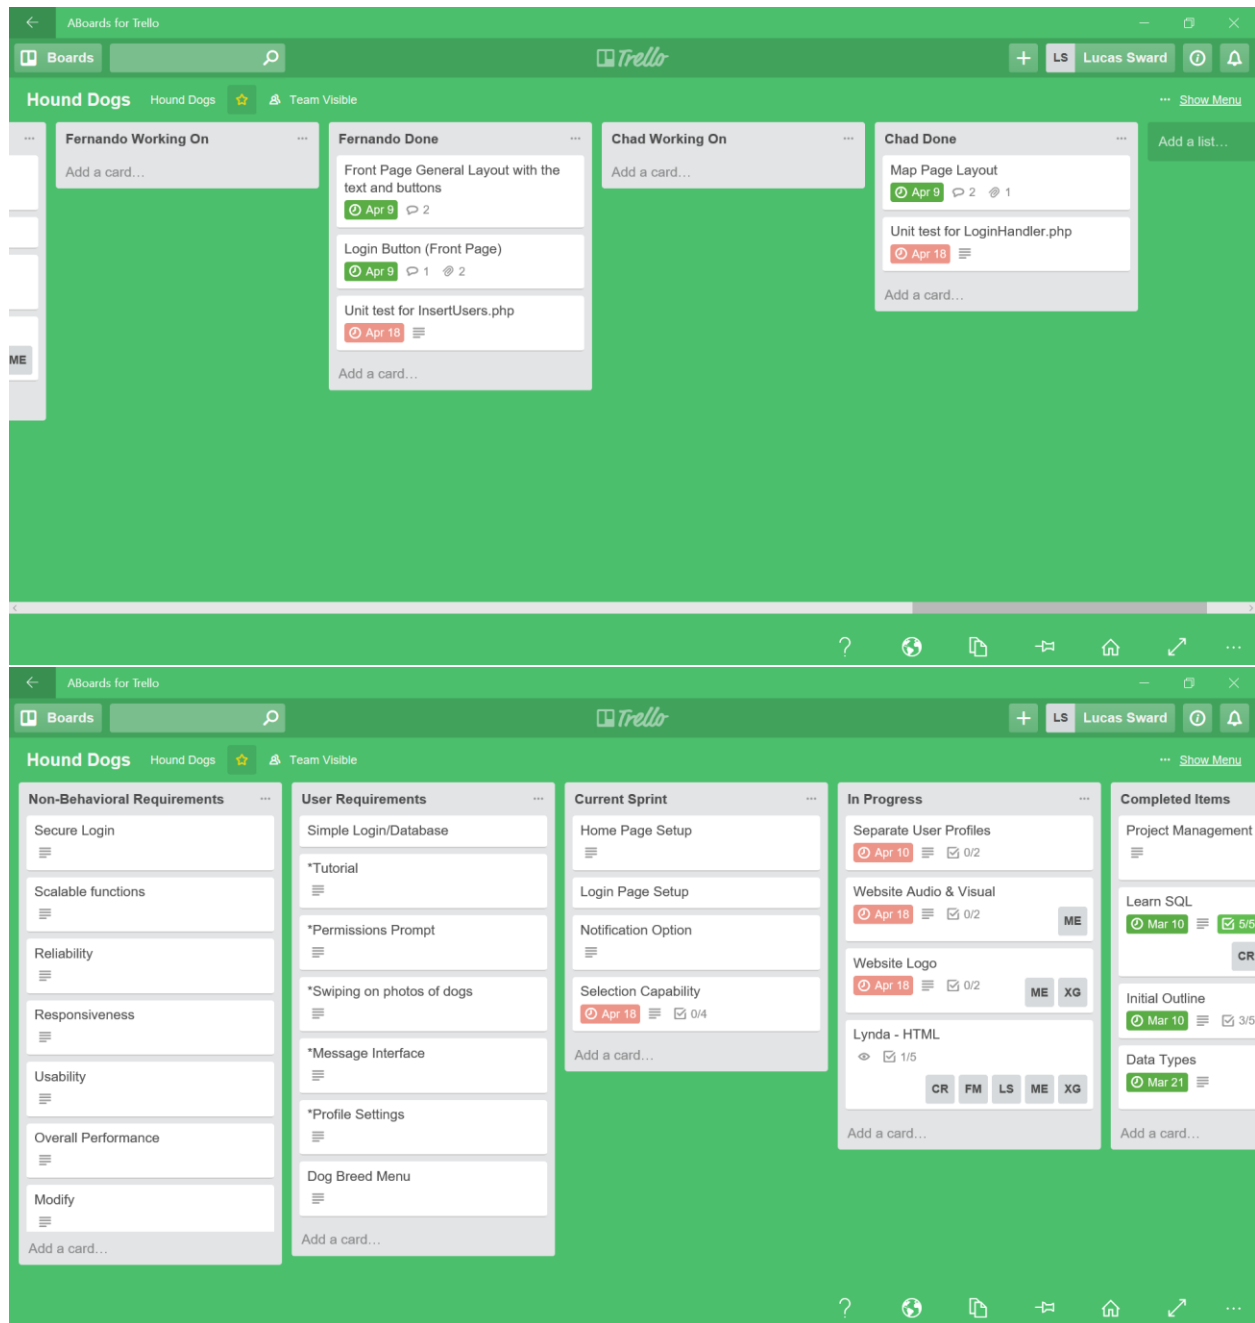 ABoards for Trello
Boards
Trello
LS Lucas Sward
Hound Dogs Hound Dogs Team Visible
... Show Menu
ME
Fernando Working On
Add a card...
Fernando Done
Front Page General Layout with the
text and buttons
Apr 9 2
Login Button (Front Page)
Apr 9 1 2
Unit test for InsertUsers.php
Apr 18
Add a card...
Chad Working On
Add a card...
Chad Done
Map Page Layout
Apr 9 2 1
Unit test for LoginHandler.php
Apr 18
Add a card...
Add a list...
ABoards for Trello
Boards
Trello
LS Lucas Sward
Hound Dogs Hound Dogs Team Visible
... Show Menu
Non-Behavioral Requirements
Secure Login
Scalable functions
Reliability
Responsiveness
Usability
Overall Performance
Modify
Add a card...
User Requirements
Simple Login/Database
*Tutorial
*Permissions Prompt
*Swiping on photos of dogs
*Message Interface
*Profile Settings
Dog Breed Menu
Add a card...
Current Sprint
Home Page Setup
Login Page Setup
Notification Option
Selection Capability
Apr 18 0/4
Add a card...
In Progress
Separate User Profiles
Apr 10 0/2
Website Audio & Visual
Apr 18 0/2
ME
Website Logo
Apr 18 0/2
ME XG
Lynda - HTML
1/5
CR FM LS ME XG
Add a card...
Completed Items
Project Management
Learn SQL
Mar 10 5/5
CR
Initial Outline
Mar 10 3/5
Data Types
Mar 21
Add a card...